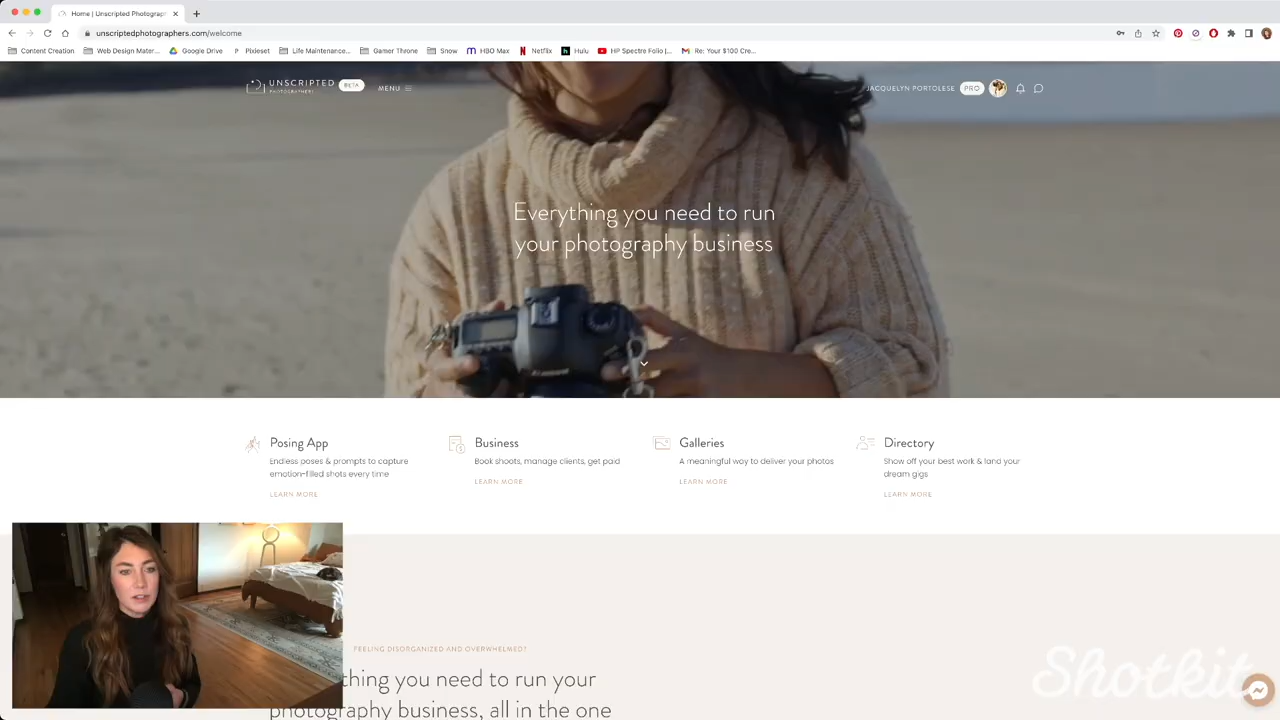 Home | Unscripted Photograpr
unscriptedphotographers.com/welcome
Content Creation
Web Design Mater...
Google Drive
Pixieset
Life Maintenance...
Gamer Throne
Snow
HBO Max
Netflix
Hulu
HP Spectre Folio |...
Re: Your $100 Cre...
UNSCRIPTED
PHOTOGRAPHERS
BETA
MENU
JACQUELYN PORTOLESE
PRO
Everything you need to run
your photography business
Posing App
Endless poses & prompts to capture
emotion-filled shots every time
LEARN MORE
Business
Book shoots, manage clients, get paid
LEARN MORE
Galleries
A meaningful way to deliver your photos
LEARN MORE
Directory
Show off your best work & land your
dream gigs
LEARN MORE
FEELING DISORGANIZED AND OVERWHELMED?
thing you need to run your
photography business, all in the one
Shotkit